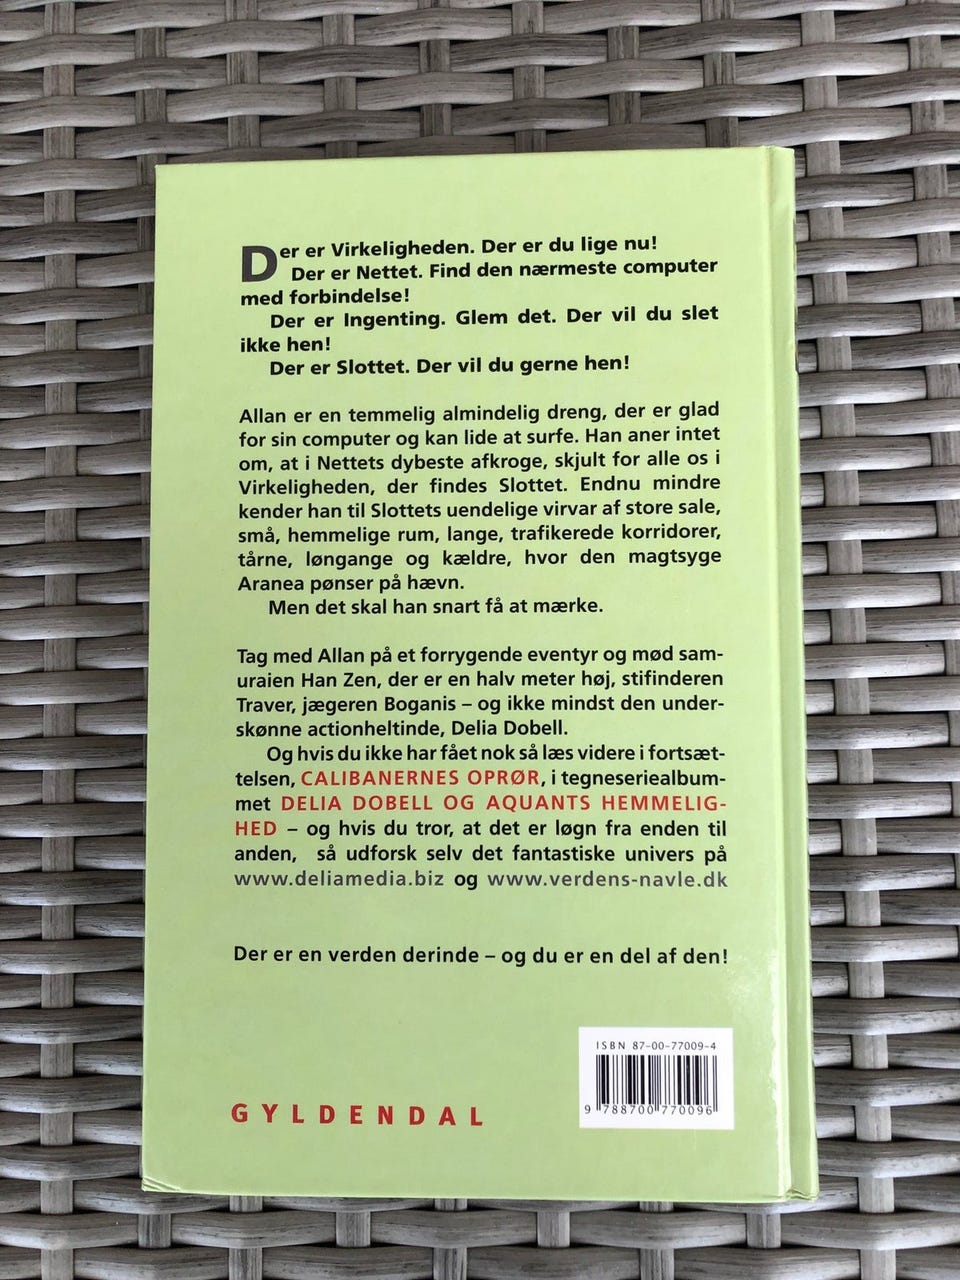 Der er Virkeligheden. Der er du lige nu!
Der er Nettet. Find den nærmeste computer
med forbindelse!
Der er Ingenting. Glem det. Der vil du slet
ikke hen!
Der er Slottet. Der vil du gerne hen!
Allan er en temmelig almindelig dreng, der er glad
for sin computer og kan lide at surfe. Han aner intet
om, at i Nettets dybeste afkroge, skjult for alle os i
Virkeligheden, der findes Slottet. Endnu mindre
kender han til Slottets uendelige virvar af store sale,
små, hemmelige rum, lange, trafikerede korridorer,
tårne, løngange og kældre, hvor den magtsyge
Aranea pønser på hævn.
Men det skal han snart få at mærke.
Tag med Allan på et forrygende eventyr og mød sam-
uraien Han Zen, der er en halv meter høj, stifinderen
Traver, jægeren Boganis – og ikke mindst den under-
skønne actionheltinde, Delia Dobell.
Og hvis du ikke har fået nok så læs videre i fortsæt-
telsen, CALIBANERNES OPRØR, i tegneseriealbum-
met DELIA DOBELL OG AQUANTS HEMMELIG-
HED – og hvis du tror, at det er løgn fra enden til
anden, så udforsk selv det fantastiske univers på
www.deliamedia.biz og www.verdens-navle.dk
Der er en verden derinde – og du er en del af den!
ISBN 87-00-77009-4
9 788700 770096
GYLDENDAL